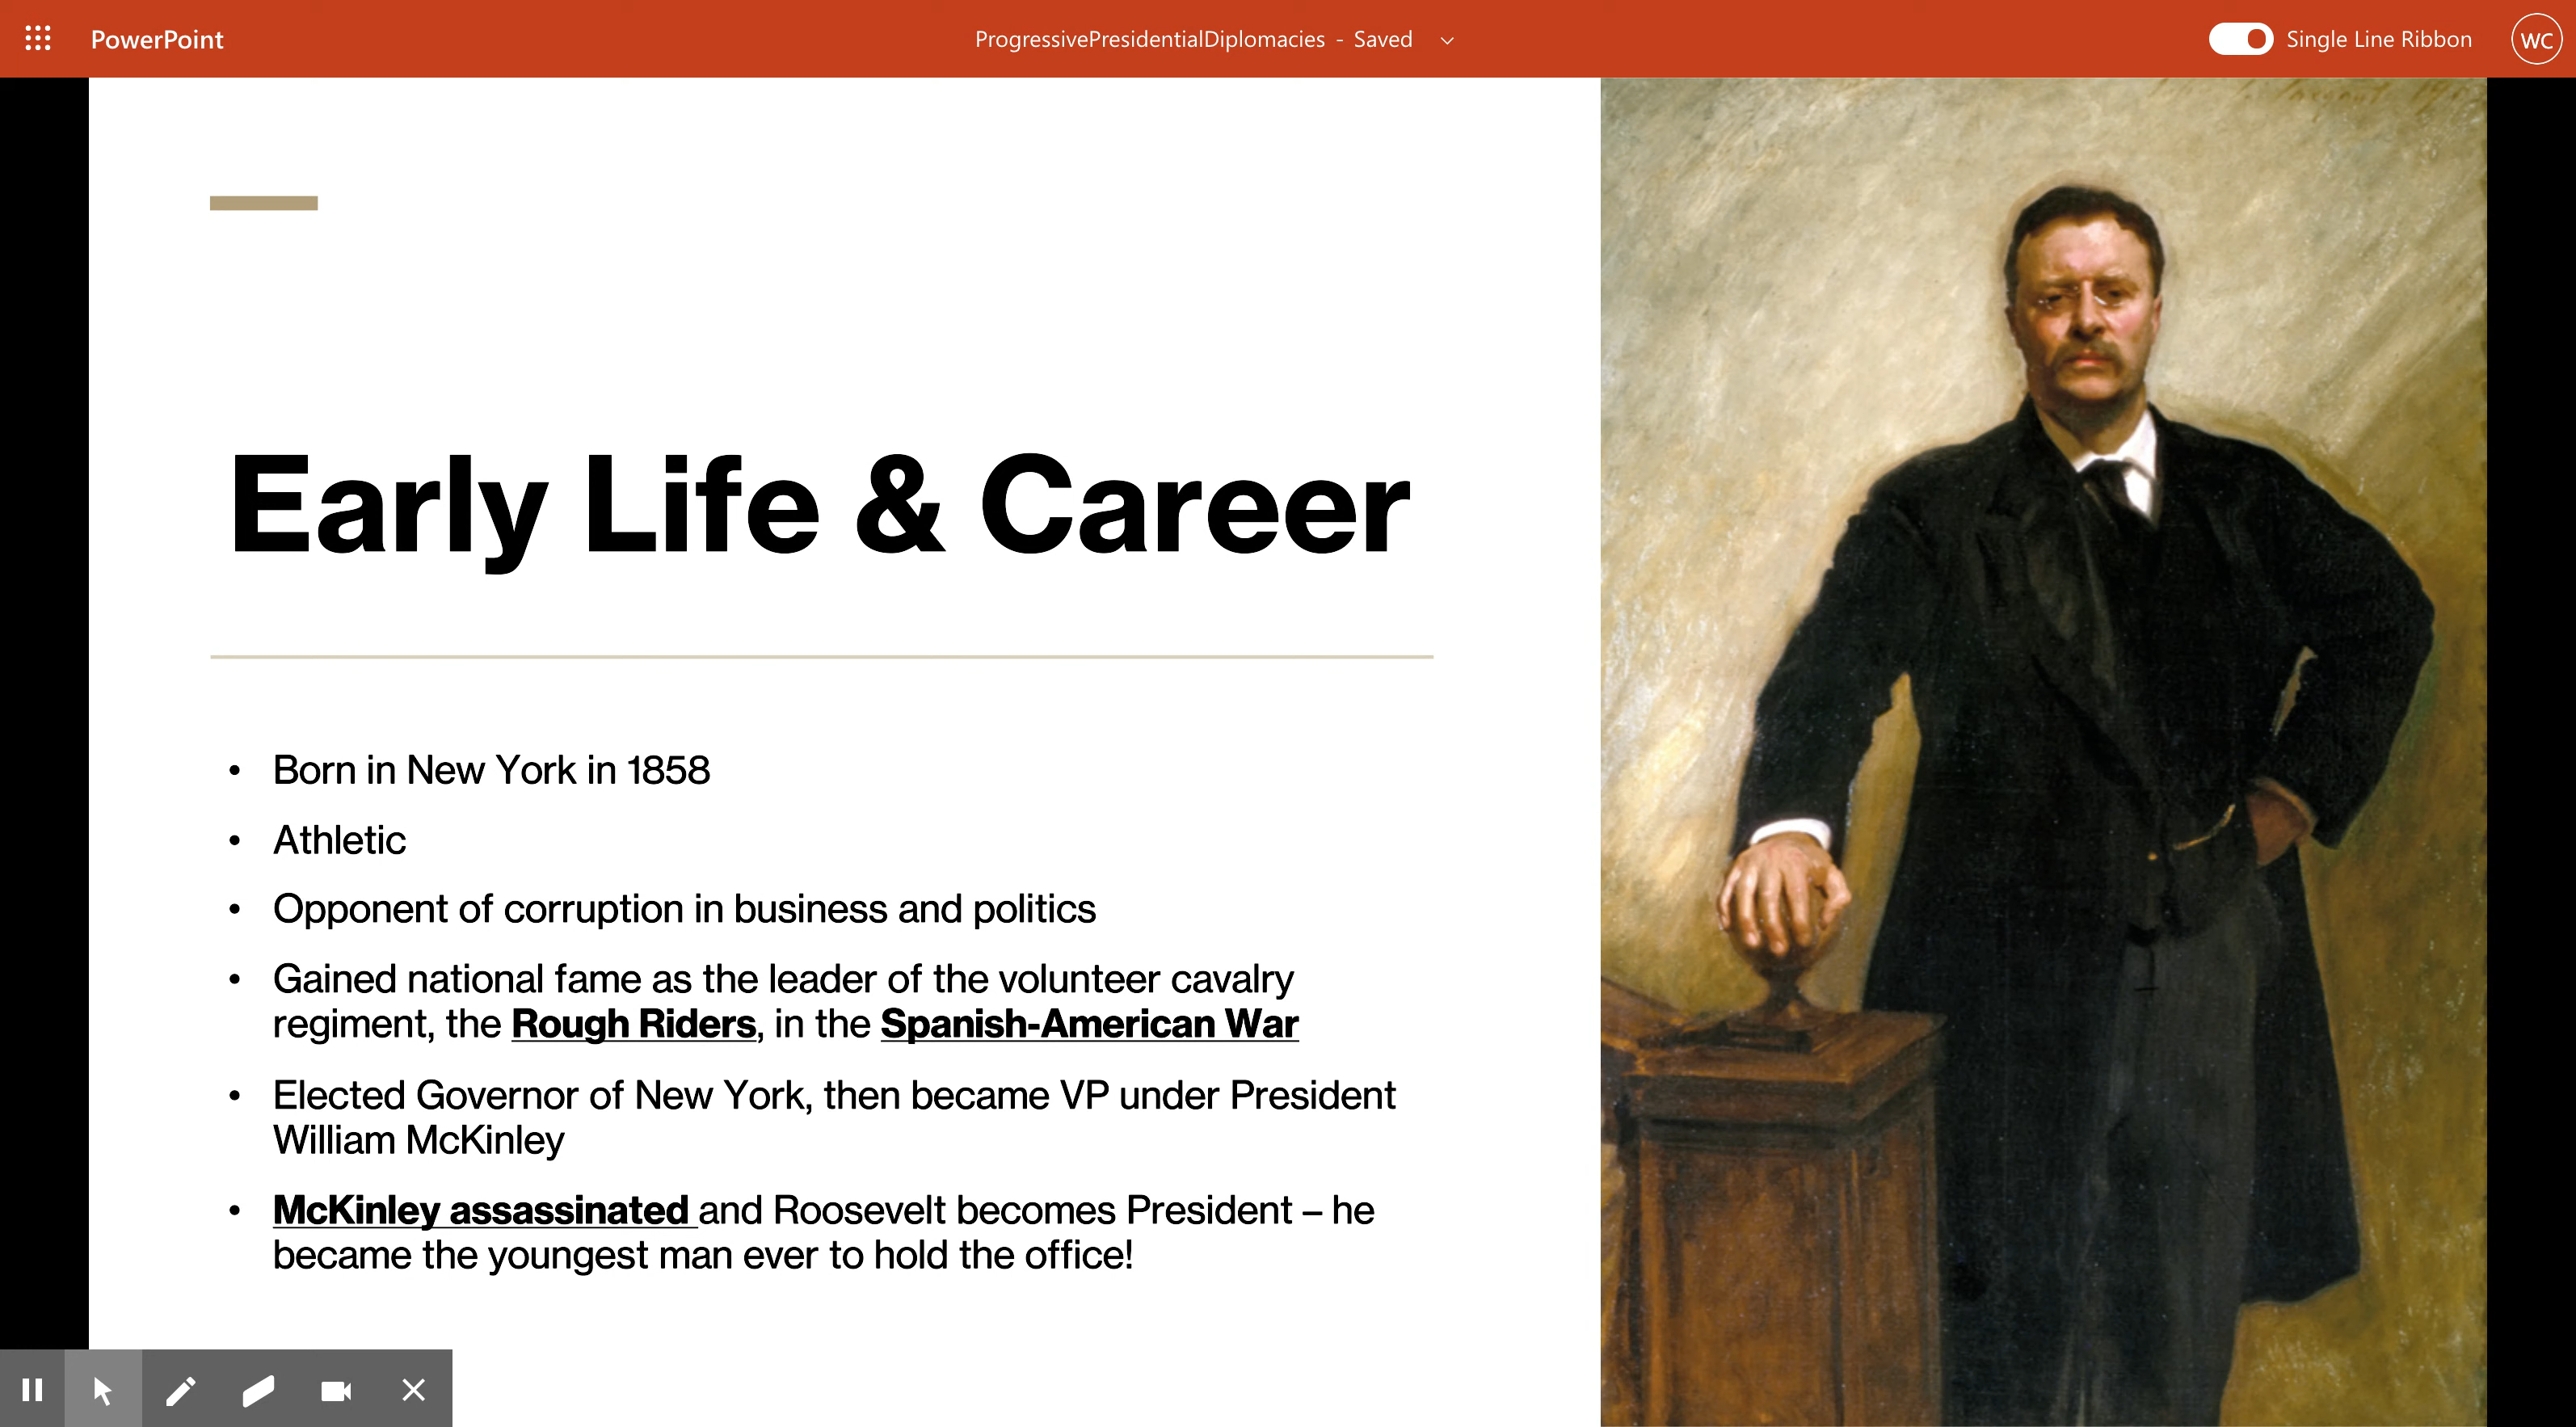 PowerPoint
ProgressivePresidentialDiplomacies - Saved
Single Line Ribbon
WC
Early Life & Career
• Born in New York in 1858
• Athletic
• Opponent of corruption in business and politics
• Gained national fame as the leader of the volunteer cavalry
regiment, the Rough Riders, in the Spanish-American War
• Elected Governor of New York, then became VP under President
William McKinley
• McKinley assassinated and Roosevelt becomes President – he
became the youngest man ever to hold the office!